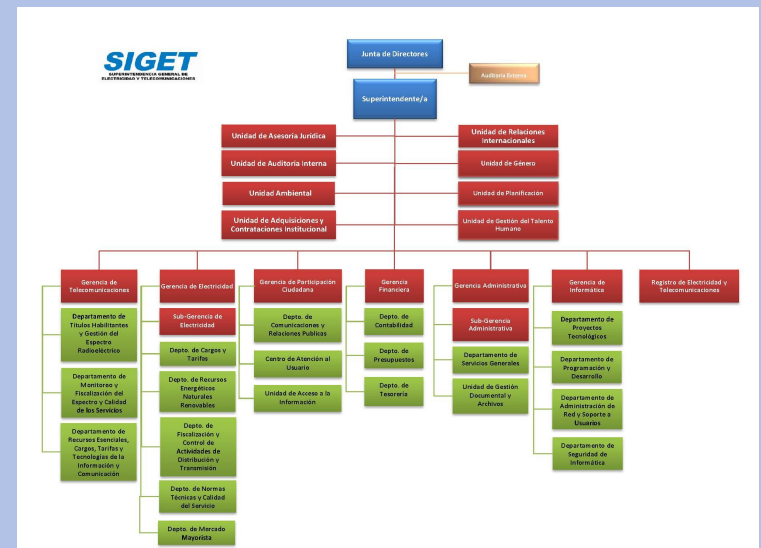 SIGET
SUPERINTENDENCIA GENERAL DE
ELECTRICIDAD Y TELECOMUNICACIONES
Junta de Directores
Auditoría Externa
Superintendente/a
Unidad de Asesoría Jurídica
Unidad de Relaciones
Internacionales
Unidad de Auditoria Interna
Unidad de Género
Unidad Ambiental
Unidad de Planificación
Unidad de Adquisiciones y
Contrataciones Institucional
Unidad de Gestión del Talento
Humano
Gerencia de
Telecomunicaciones
Departamento de
Titulos Habilitantes
y Gestión del
Espectro
Radioeléctrico
Departamento de
Monitoreo y
Fiscalización del
Espectro y Calidad
de los Servicios
Departamento de
Recursos Esenciales,
Cargos, Tarifas y
Tecnologías de la
Información y
Comunicación
Gerencia de Electricidad
Sub-Gerencia de
Electricidad
Depto. de Cargos y
Tarifas
Depto. de Recursos
Energéticos
Naturales
Renovables
Depto. de
Fiscalización y
Control de
Actividades de
Distribución y
Transmisión
Depto. de Normas
Técnicas y Calidad
del Servicio
Depto. de Mercado
Mayorista
Gerencia de Participación
Ciudadana
Depto. de
Comunicaciones y
Relaciones Publicas
Centro de Atención al
Usuario
Unidad de Acceso a la
Información
Gerencia
Financiera
Depto. de
Contabilidad
Depto. de
Presupuestos
Depto. de
Tesorería
Gerencia Administrativa
Sub-Gerencia
Administrativa
Departamento de
Servicios Generales
Unidad de Gestión
Documental y
Archivos
Gerencia de
Informática
Departamento de
Proyectos
Tecnológicos
Departamento de
Programación y
Desarrollo
Departamento de
Administración de
Red y Soporte a
Usuarios
Departamento de
Seguridad de
Informática
Registro de Electricidad y
Telecomunicaciones